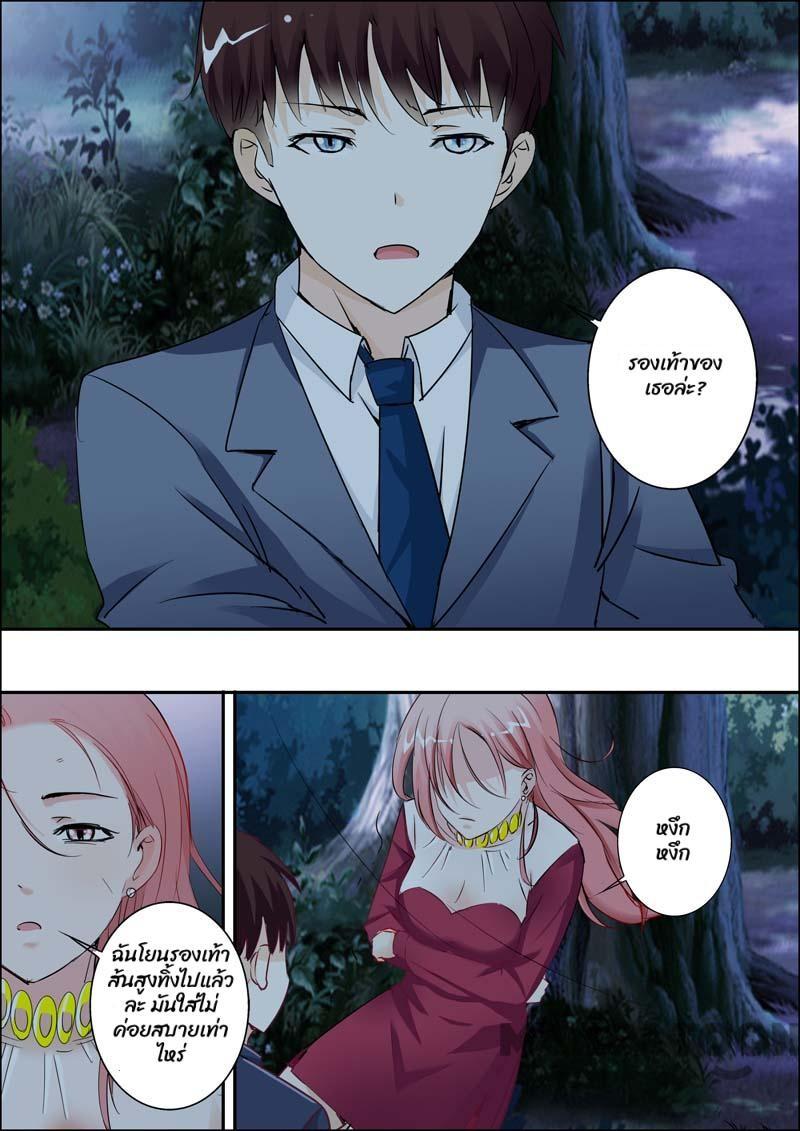 รองเท้าของ
เธอล่ะ?
ฉันโยนรองเท้า
ส้นสูงทิ้งไปแล้ว
ล่ะ มันใส่ไม่
ค่อยสบายเท่า
ไหร่
หงึก
หงึก